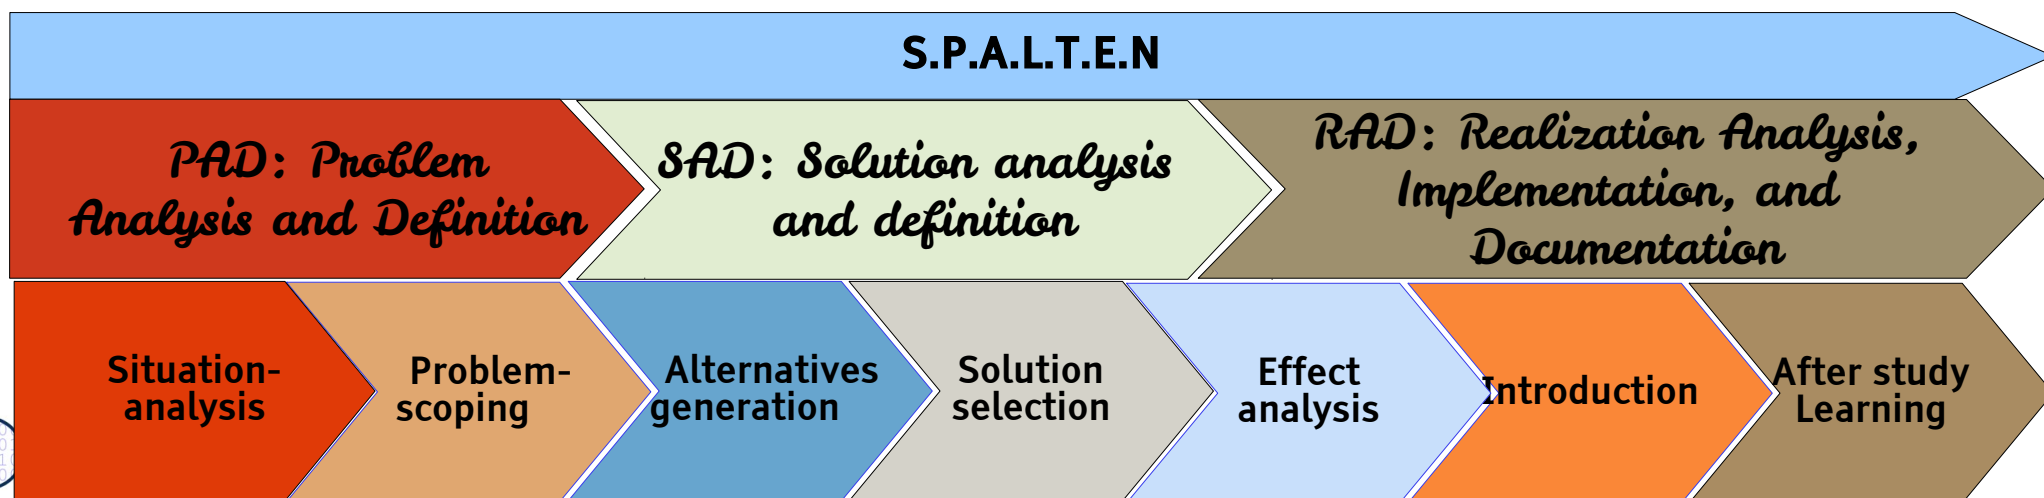 S.P.A.L.T.E.N
PAD: Problem
Analysis and Definition
SAD: Solution analysis
and definition
RAD: Realization Analysis,
Implementation, and
Documentation
Situation-
analysis
Problem-
scoping
Alternatives
generation
Solution
selection
Effect
analysis
Introduction
After study
Learning